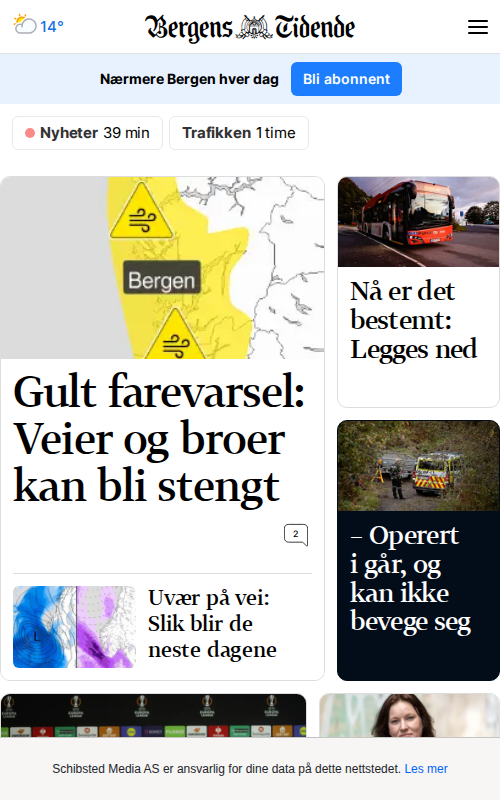 14°
Bergens Tidende
Nærmere Bergen hver dag
Bli abonnent
Nyheter 39 min
Trafikken 1 time
Bergen
Gult farevarsel:
Veier og broer
kan bli stengt
2
Uvær på vei:
Slik blir de
neste dagene
L
Nå er det
bestemt:
Legges ned
– Operert
i går, og
kan ikke
bevege seg
Schibsted Media AS er ansvarlig for dine data på dette nettstedet. Les mer